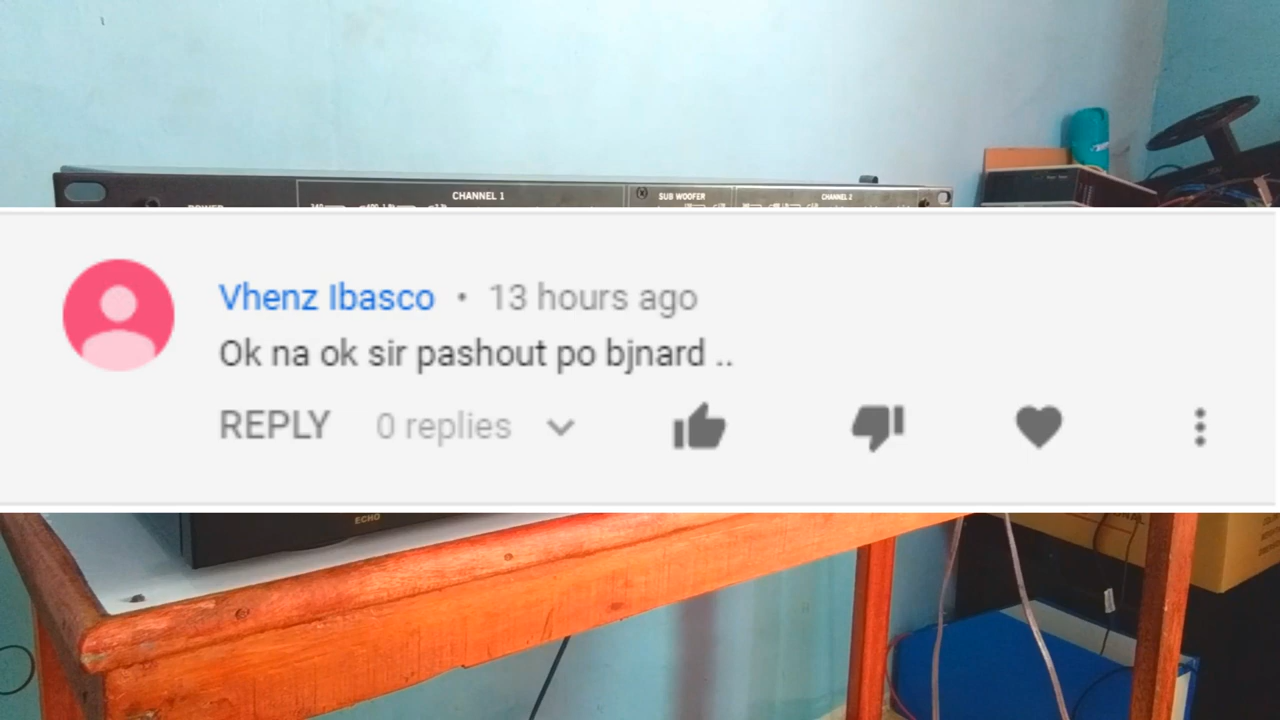 CHANNEL 1
SUB WOOFER
CHANNEL 2
Vhenz Ibasco • 13 hours ago
Ok na ok sir pashout po bjnard ..
REPLY 0 replies
ECHO